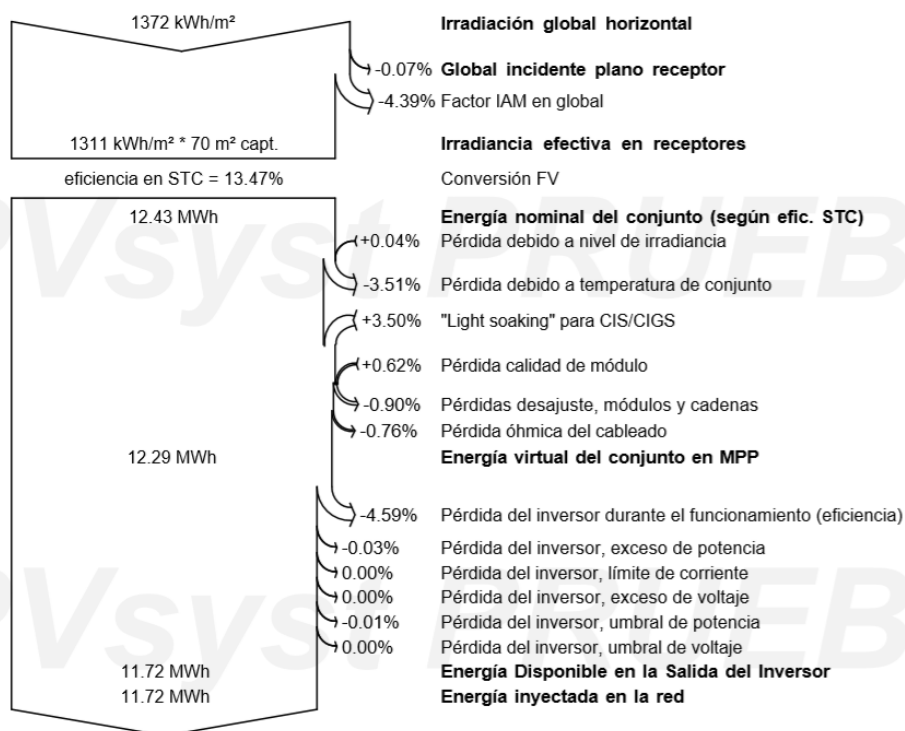 1372 kWh/m² Irradiación global horizontal
-0.07% Global incidente plano receptor
-4.39% Factor IAM en global
1311 kWh/m² * 70 m² capt. Irradiancia efectiva en receptores
eficiencia en STC = 13.47% Conversión FV
12.43 MWh Energía nominal del conjunto (según efic. STC)
+0.04% Pérdida debido a nivel de irradiancia
PVsyst PRUEB
-3.51% Pérdida debido a temperatura de conjunto
+3.50% "Light soaking" para CIS/CIGS
+0.62% Pérdida calidad de módulo
-0.90% Pérdidas desajuste, módulos y cadenas
-0.76% Pérdida óhmica del cableado
12.29 MWh Energía virtual del conjunto en MPP
-4.59% Pérdida del inversor durante el funcionamiento (eficiencia)
-0.03% Pérdida del inversor, exceso de potencia
0.00% Pérdida del inversor, límite de corriente
0.00% Pérdida del inversor, exceso de voltaje
PVsyst PRUEB
-0.01% Pérdida del inversor, umbral de potencia
0.00% Pérdida del inversor, umbral de voltaje
11.72 MWh Energía Disponible en la Salida del Inversor
11.72 MWh Energía inyectada en la red